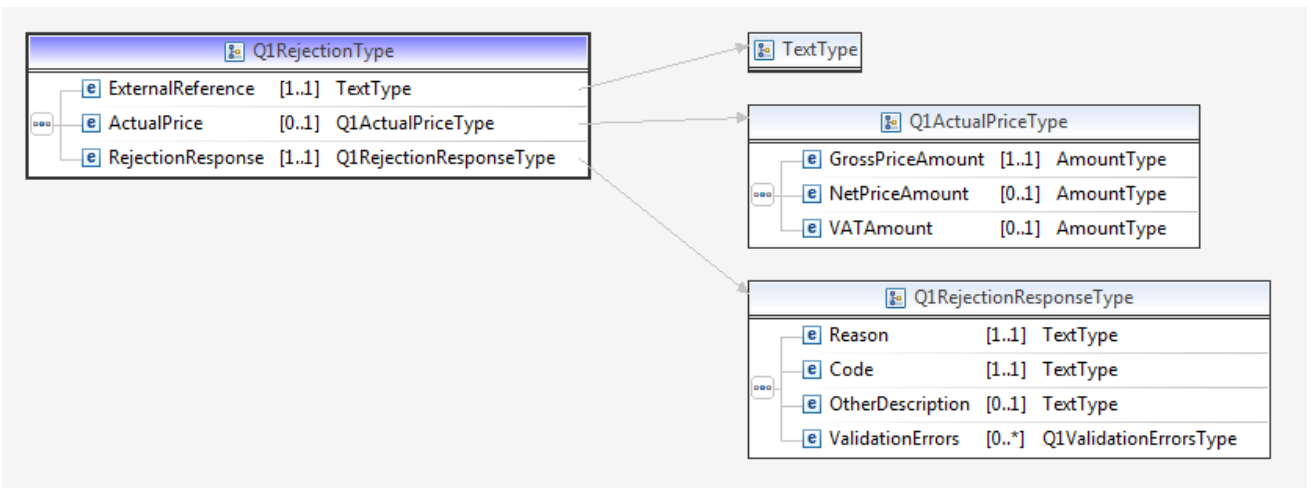 Q1RejectionType
ExternalReference [1..1] TextType
ActualPrice [0..1] Q1ActualPriceType
RejectionResponse [1..1] Q1RejectionResponseType
TextType
Q1ActualPriceType
GrossPriceAmount [1..1] AmountType
NetPriceAmount [0..1] AmountType
VATAmount [0..1] AmountType
Q1RejectionResponseType
Reason [1..1] TextType
Code [1..1] TextType
OtherDescription [0..1] TextType
ValidationErrors [0..*] Q1ValidationErrorsType